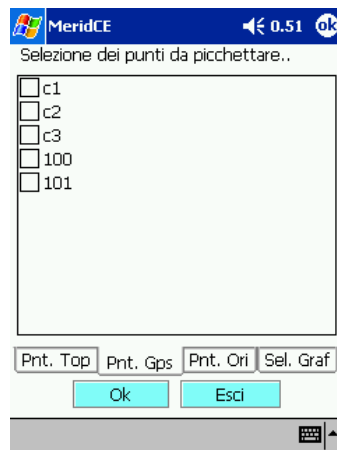 MeridCE 0.51 ok
Selezione dei punti da picchettare..
c1
c2
c3
100
101
Pnt. Top Pnt. Gps Pnt. Ori Sel. Graf
Ok Esci